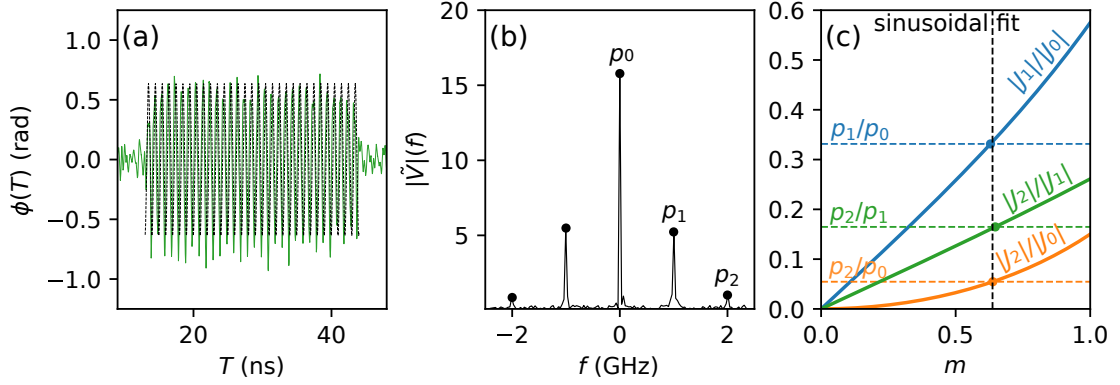 (a)
1.0
0.5
0.0
−0.5
−1.0
ϕ(T) (rad)
20
40
T (ns)
(b)
20
15
10
5
|Ṽ|(f)
p₀
p₁
p₂
−2
0
2
f (GHz)
(c)
sinusoidal fit
0.6
0.5
0.4
0.3
0.2
0.1
0.0
|J₁|/|J₀|
p₁/p₀
|J₂|/|J₁|
p₂/p₁
|J₂|/|J₀|
p₂/p₀
0.0
0.5
1.0
m